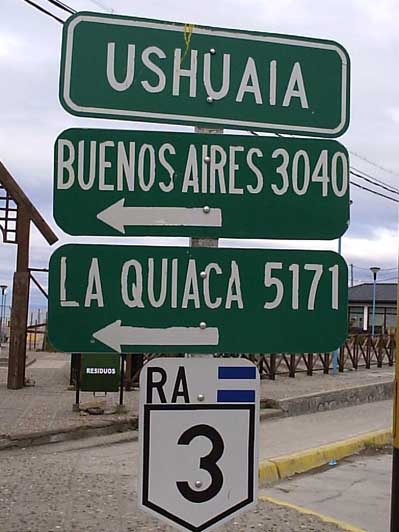 USHUAIA
BUENOS AIRES 3040
LA QUIACA 5171
RESIDUOS
RA
3